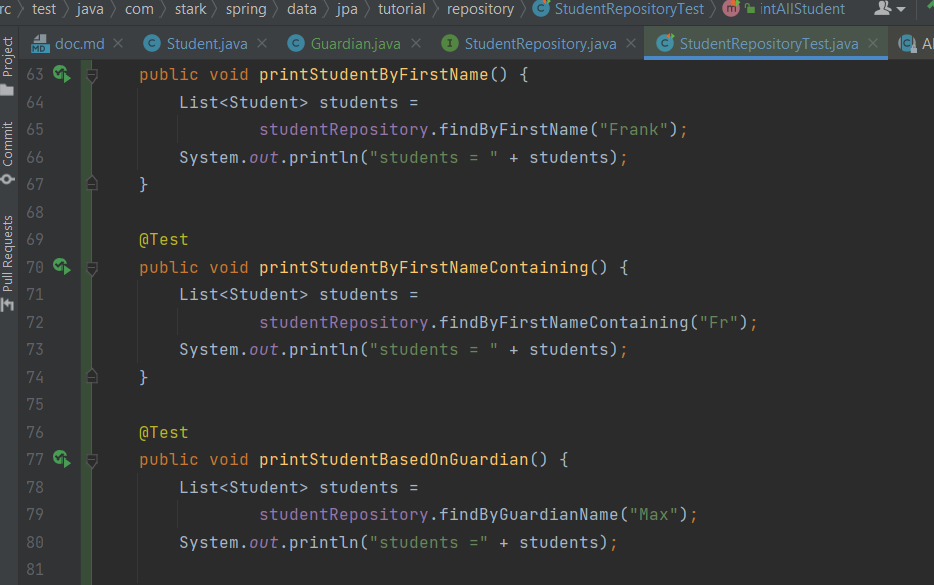 rc > test > java > com > stark > spring > data > jpa > tutorial > repository > StudentRepositoryTest > intAllStudent
doc.md Student.java Guardian.java StudentRepository.java StudentRepositoryTest.java Al
Project
Commit
Pull Requests
63 public void printStudentByFirstName() {
64 List<Student> students =
65 studentRepository.findByFirstName("Frank");
66 System.out.println("students = " + students);
67 }
68
69 @Test
70 public void printStudentByFirstNameContaining() {
71 List<Student> students =
72 studentRepository.findByFirstNameContaining("Fr");
73 System.out.println("students = " + students);
74 }
75
76 @Test
77 public void printStudentBasedOnGuardian() {
78 List<Student> students =
79 studentRepository.findByGuardianName("Max");
80 System.out.println("students =" + students);
81